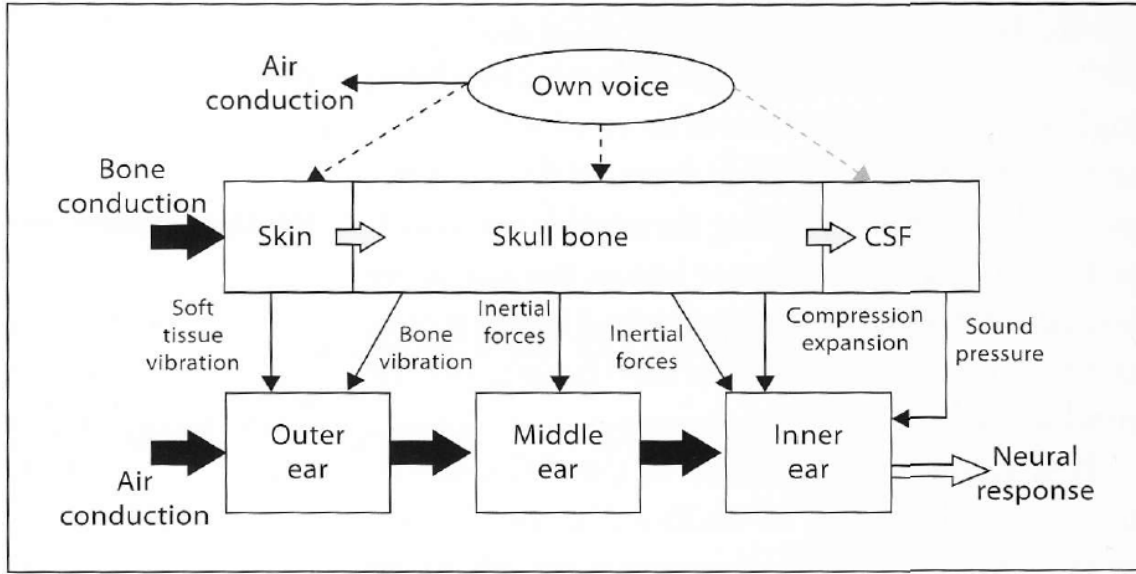 Air
conduction
Own voice
Bone
conduction
Skin
Skull bone
CSF
Soft
tissue
vibration
Bone
vibration
Inertial
forces
Inertial
forces
Compression
expansion
Sound
pressure
Outer
ear
Middle
ear
Inner
ear
Air
conduction
Neural
response